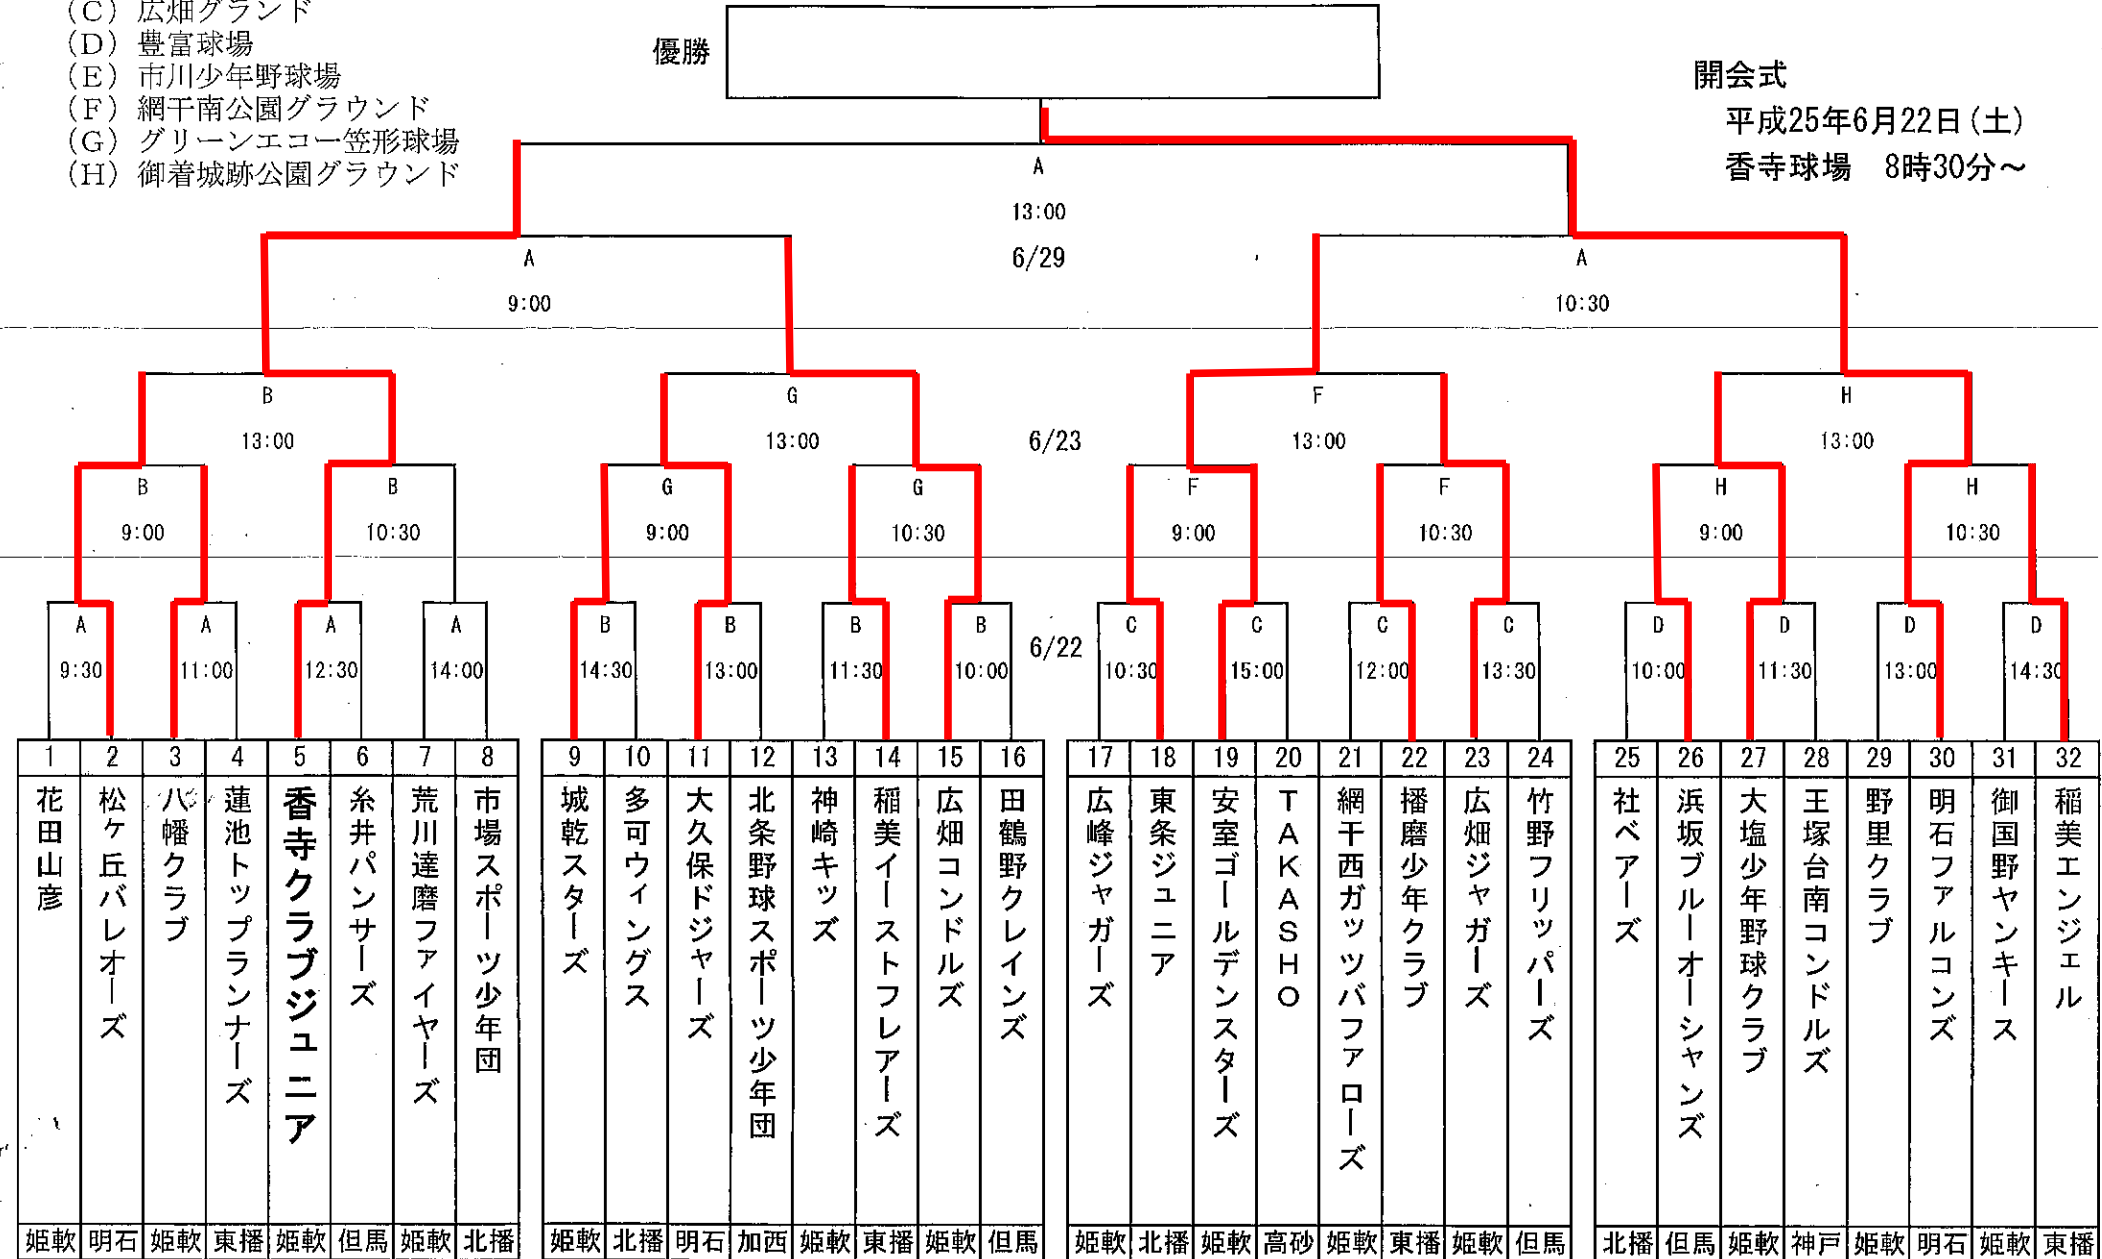 (C) 広畑グランド
(D) 豊富球場
(E) 市川少年野球場
(F) 網干南公園グラウンド
(G) グリーンエコー笠形球場
(H) 御着城跡公園グラウンド
優勝
開会式
平成25年6月22日(土)
香寺球場 8時30分~
A
13:00
6/29
A
9:00
A
10:30
B
13:00
G
13:00
6/23
F
13:00
H
13:00
B
9:00
B
10:30
G
9:00
G
10:30
F
9:00
F
10:30
H
9:00
H
10:30
A
9:30
A
11:00
A
12:30
A
14:00
B
14:30
B
13:00
B
11:30
B
10:00
6/22
C
10:30
C
15:00
C
12:00
C
13:30
D
10:00
D
11:30
D
13:00
D
14:30
1
花田山彦
姫軟
2
松ケ丘バレオーズ
明石
3
八幡クラブ
姫軟
4
蓮池トップランナーズ
東播
5
香寺クラブジュニア
姫軟
6
糸井パンサーズ
但馬
7
荒川達磨ファイヤーズ
姫軟
8
市場スポーツ少年団
北播
9
城乾スターズ
姫軟
10
多可ウィングス
北播
11
大久保ドジャーズ
明石
12
北条野球スポーツ少年団
加西
13
神崎キッズ
姫軟
14
稲美イーストフレアーズ
東播
15
広畑コンドルズ
姫軟
16
田鶴野クレインズ
但馬
17
広峰ジャガーズ
姫軟
18
東条ジュニア
北播
19
安室ゴールデンスターズ
姫軟
20
TAKASHO
高砂
21
網干西ガッツバファローズ
姫軟
22
播磨少年クラブ
東播
23
広畑ジャガーズ
姫軟
24
竹野フリッパーズ
但馬
25
社ベアーズ
北播
26
浜坂ブルーオーシャンズ
但馬
27
大塩少年野球クラブ
姫軟
28
王塚台南コンドルズ
神戸
29
野里クラブ
姫軟
30
明石ファルコンズ
明石
31
御国野ヤンキース
姫軟
32
稲美エンジェル
東播